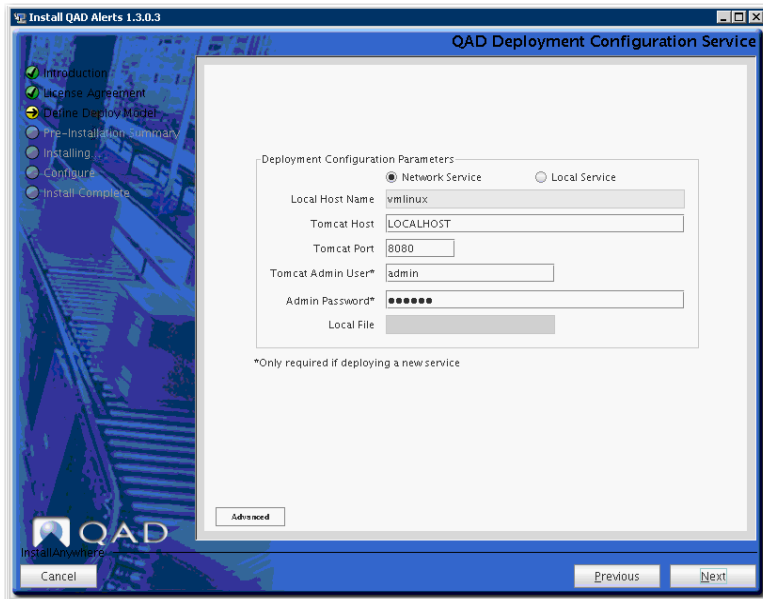 Install QAD Alerts 1.3.0.3
QAD Deployment Configuration Service
Introduction
License Agreement
Define Deploy Model
Pre-Installation Summary
Installing...
Configure
Install Complete
Deployment Configuration Parameters
Network Service Local Service
Local Host Name vmlinux
Tomcat Host LOCALHOST
Tomcat Port 8080
Tomcat Admin User* admin
Admin Password* ●●●●●●
Local File
*Only required if deploying a new service
Advanced
QAD
InstallAnywhere
Cancel Previous Next